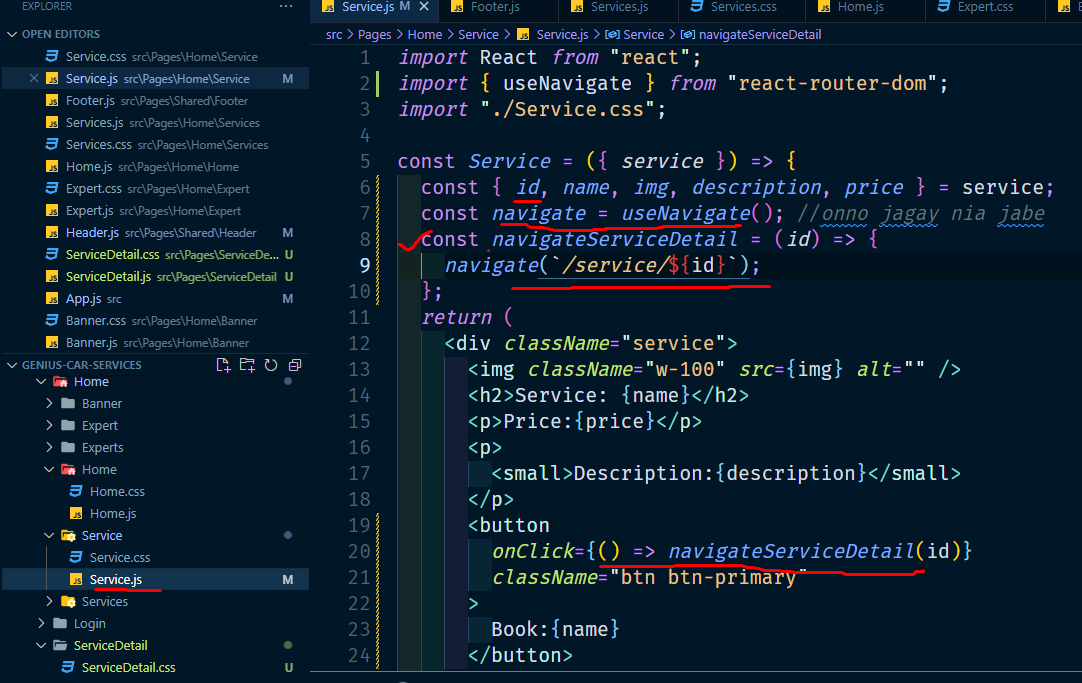 EXPLORER ...
Service.js M ×
Footer.js
Services.js
Services.css
Home.js
Expert.css
OPEN EDITORS
Service.css src\Pages\Home\Service
Service.js src\Pages\Home\Service M
Footer.js src\Pages\Shared\Footer
Services.js src\Pages\Home\Services
Services.css src\Pages\Home\Services
Home.js src\Pages\Home\Home
Expert.css src\Pages\Home\Expert
Expert.js src\Pages\Home\Expert
Header.js src\Pages\Shared\Header M
ServiceDetail.css src\Pages\ServiceDe... U
ServiceDetail.js src\Pages\ServiceDetail U
App.js src M
Banner.css src\Pages\Home\Banner
Banner.js src\Pages\Home\Banner
GENIUS-CAR-SERVICES
Home
Banner
Expert
Experts
Home
Home.css
Home.js
Service
Service.css
Service.js M
Services
Login
ServiceDetail
ServiceDetail.css U
src > Pages > Home > Service > JS Service.js > Service > navigateServiceDetail
1 import React from "react";
2 import { useNavigate } from "react-router-dom";
3 import "./Service.css";
4
5 const Service = ({ service }) => {
6 const { id, name, img, description, price } = service;
7 const navigate = useNavigate(); //onno jagay nia jabe
8 const navigateServiceDetail = (id) => {
9 navigate(`/service/${id}`);
10 };
11 return (
12 <div className="service">
13 <img className="w-100" src={img} alt="" />
14 <h2>Service: {name}</h2>
15 <p>Price:{price}</p>
16 <p>
17 <small>Description:{description}</small>
18 </p>
19 <button
20 onClick={() => navigateServiceDetail(id)}
21 className="btn btn-primary"
22 >
23 Book:{name}
24 </button>